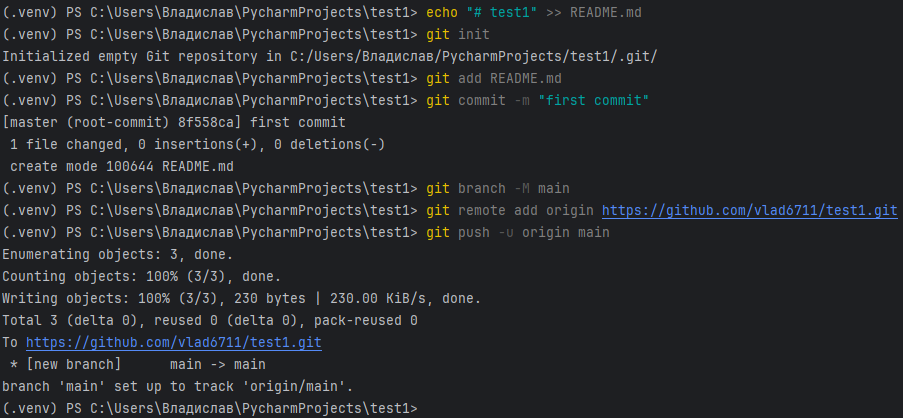 (.venv) PS C:\Users\Владислав\PycharmProjects\test1> echo "# test1" >> README.md
(.venv) PS C:\Users\Владислав\PycharmProjects\test1> git init
Initialized empty Git repository in C:/Users/Владислав/PycharmProjects/test1/.git/
(.venv) PS C:\Users\Владислав\PycharmProjects\test1> git add README.md
(.venv) PS C:\Users\Владислав\PycharmProjects\test1> git commit -m "first commit"
[master (root-commit) 8f558ca] first commit
 1 file changed, 0 insertions(+), 0 deletions(-)
 create mode 100644 README.md
(.venv) PS C:\Users\Владислав\PycharmProjects\test1> git branch -M main
(.venv) PS C:\Users\Владислав\PycharmProjects\test1> git remote add origin https://github.com/vlad6711/test1.git
(.venv) PS C:\Users\Владислав\PycharmProjects\test1> git push -u origin main
Enumerating objects: 3, done.
Counting objects: 100% (3/3), done.
Writing objects: 100% (3/3), 230 bytes | 230.00 KiB/s, done.
Total 3 (delta 0), reused 0 (delta 0), pack-reused 0
To https://github.com/vlad6711/test1.git
 * [new branch]      main -> main
branch 'main' set up to track 'origin/main'.
(.venv) PS C:\Users\Владислав\PycharmProjects\test1>